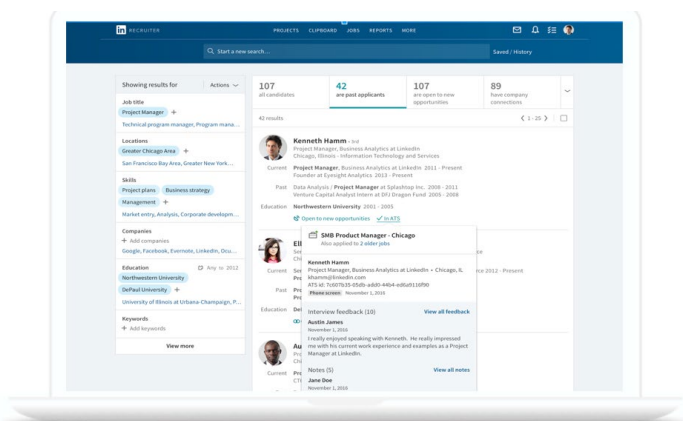 in RECRUITER PROJECTS CLIPBOARD JOBS REPORTS MORE
Start a new search... Saved / History
Showing results for Actions
107 all candidates
42 are past applicants
107 are open to new opportunities
89 have company connections
42 results 1 - 25
Job title
Project Manager +
Technical program manager, Program mana...
Locations
Greater Chicago Area +
San Francisco Bay Area, Greater New York...
Skills
Project plans Business strategy
Management +
Market entry, Analysis, Corporate developm...
Companies
+ Add companies
Google, Facebook, Evernote, LinkedIn, Ocu...
Education Any to 2012
Northwestern University
DePaul University +
University of Illinois at Urbana-Champaign, P...
Keywords
+ Add keywords
View more
Kenneth Hamm · 3rd
Project Manager, Business Analytics at LinkedIn
Chicago, Illinois · Information Technology and Services
Current Project Manager, Business Analytics at LinkedIn 2011 - Present
Founder at Eyesight Analytics 2013 - Present
Past Data Analysis / Project Manager at Splashtop Inc. 2006 - 2011
Venture Capital Analyst Intern at DFJ Dragon Fund 2005 - 2006
Education Northwestern University 2001 - 2005
Open to new opportunities In ATS
Ell
Current
Past
Education
SMB Product Manager - Chicago
Also applied to 2 older jobs
Kenneth Hamm
Project Manager, Business Analytics at LinkedIn • Chicago, IL
khamm@linkedin.com
Phone screen November 1, 2016
ce 2012 - Present
Interview feedback (10) View all feedback
Austin James
November 1, 2016
I really enjoyed speaking with Kenneth. He really impressed
me with his current work experience and examples as a Project
Manager at LinkedIn.
Notes (5) View all notes
Jane Doe
November 1, 2016
Au
Current